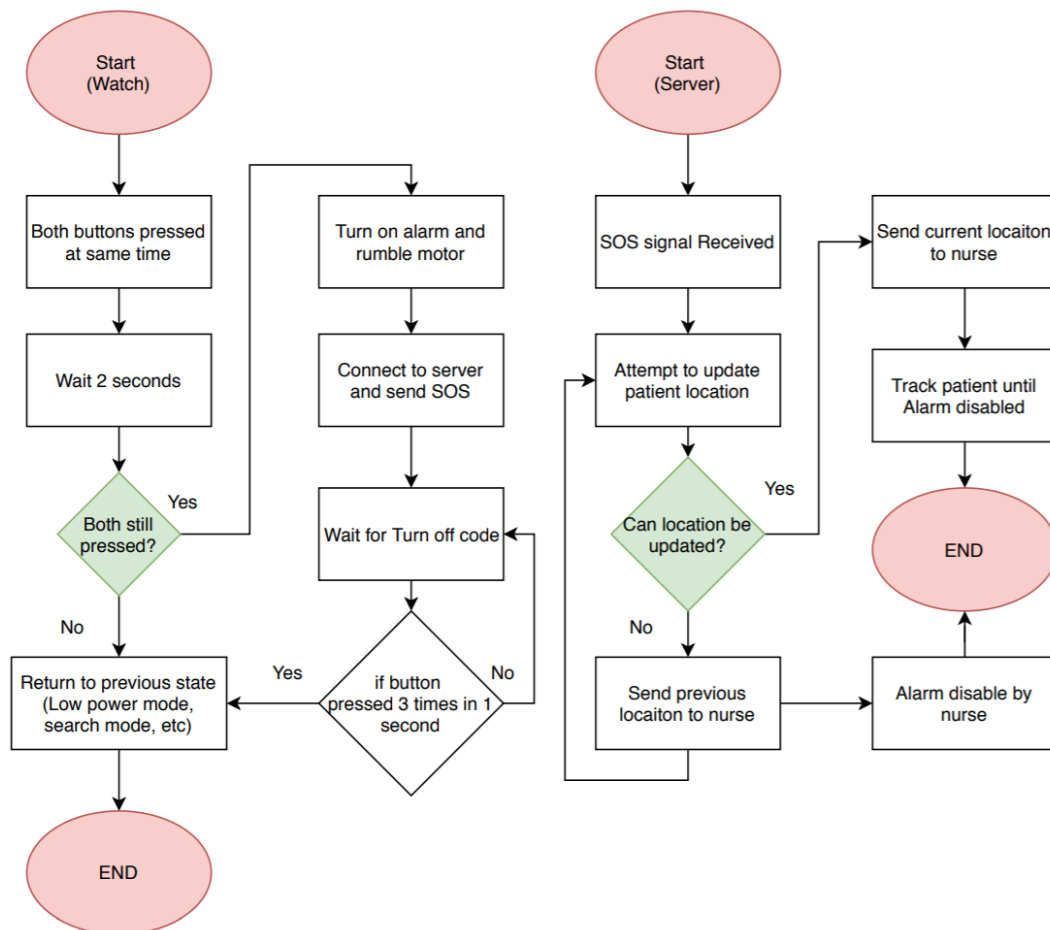 Start
(Watch)
Both buttons pressed
at same time
Wait 2 seconds
Both still
pressed?
Yes
No
Return to previous state
(Low power mode,
search mode, etc)
END
Turn on alarm and
rumble motor
Connect to server
and send SOS
Wait for Turn off code
if button
pressed 3 times in 1
second
Yes
No
Start
(Server)
SOS signal Received
Attempt to update
patient location
Can location be
updated?
Yes
No
Send previous
locaiton to nurse
Send current locaiton
to nurse
Track patient until
Alarm disabled
END
Alarm disable by
nurse